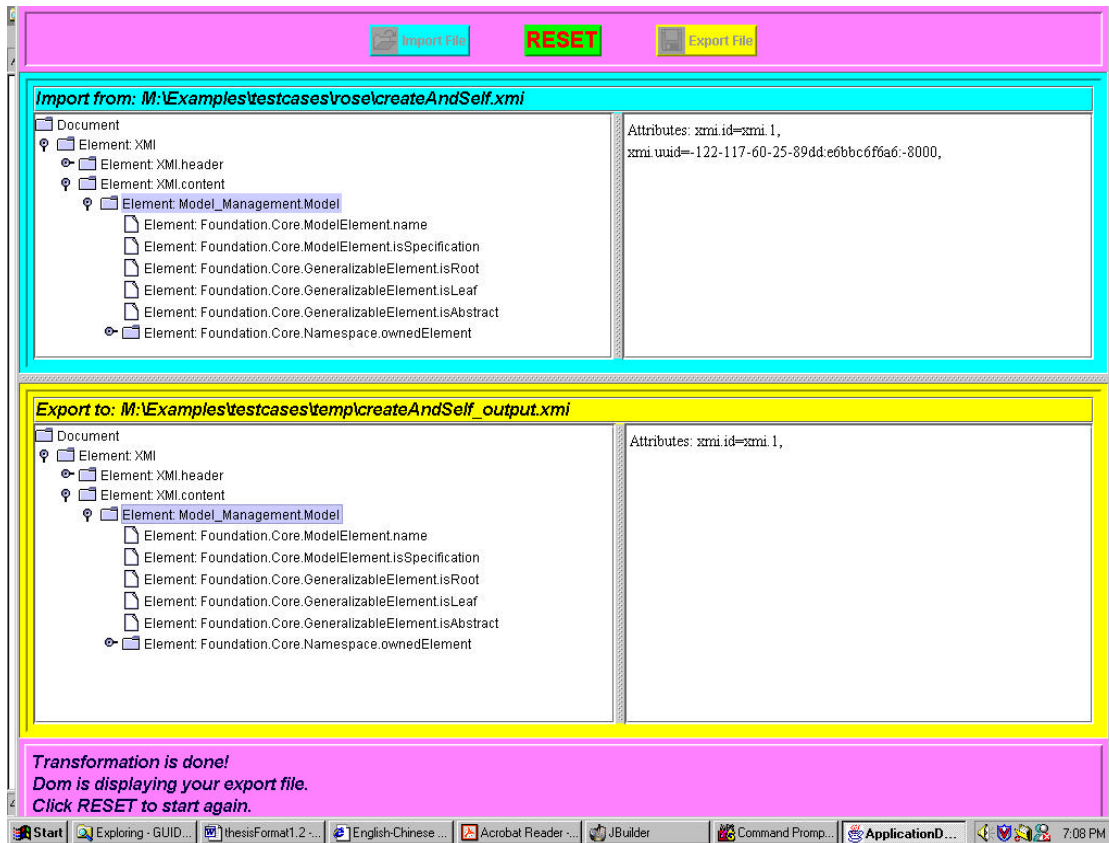 Import File
RESET
Export File
Import from: M:\Examples\testcases\rose\createAndSelf.xmi
Document
Element: XMI
Element: XMI.header
Element: XMI.content
Element: Model_Management.Model
Element: Foundation.Core.ModelElement.name
Element: Foundation.Core.ModelElement.isSpecification
Element: Foundation.Core.GeneralizableElement.isRoot
Element: Foundation.Core.GeneralizableElement.isLeaf
Element: Foundation.Core.GeneralizableElement.isAbstract
Element: Foundation.Core.Namespace.ownedElement
Attributes: xmi.id=xmi.1,
xmi.uuid=-122-117-60-25-89dd:e6bbc6f6a6:-8000,
Export to: M:\Examples\testcases\temp\createAndSelf_output.xmi
Document
Element: XMI
Element: XMI.header
Element: XMI.content
Element: Model_Management.Model
Element: Foundation.Core.ModelElement.name
Element: Foundation.Core.ModelElement.isSpecification
Element: Foundation.Core.GeneralizableElement.isRoot
Element: Foundation.Core.GeneralizableElement.isLeaf
Element: Foundation.Core.GeneralizableElement.isAbstract
Element: Foundation.Core.Namespace.ownedElement
Attributes: xmi.id=xmi.1,
Transformation is done!
Dom is displaying your export file.
Click RESET to start again.
Start
Exploring - GUID...
thesisFormat1.2 -...
English-Chinese ...
Acrobat Reader -...
JBuilder
Command Promp...
ApplicationD...
7:08 PM